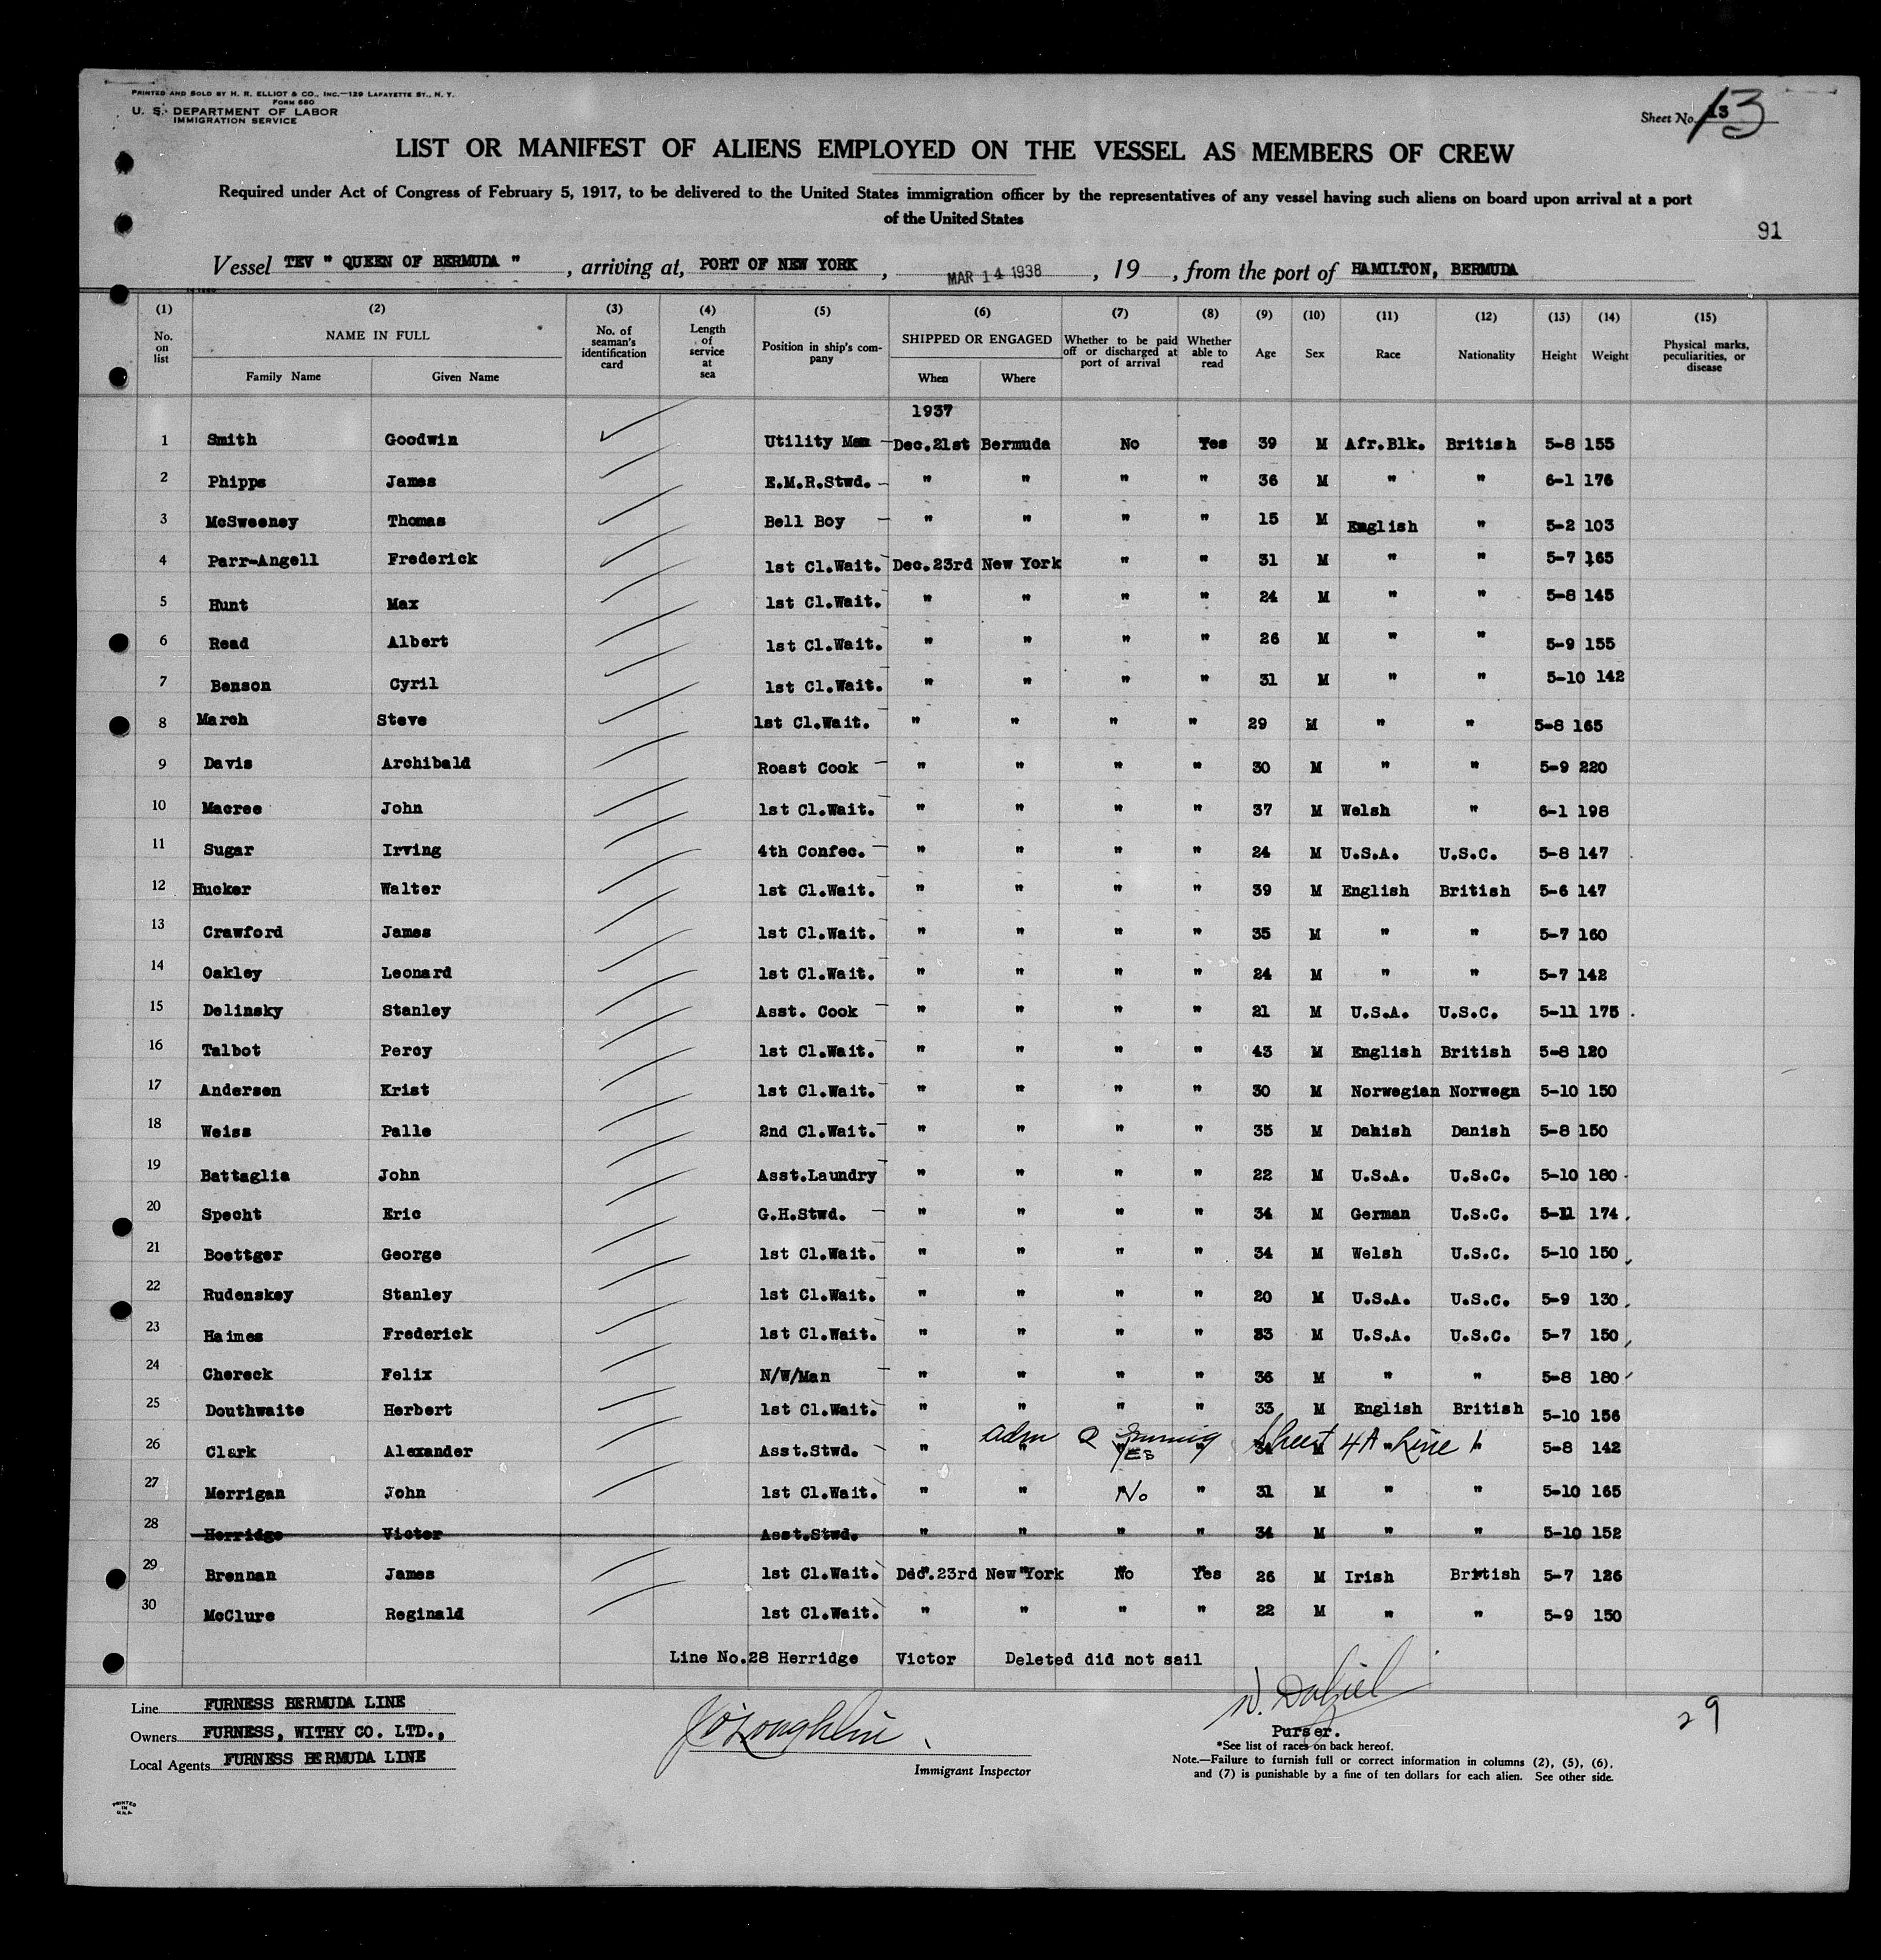 PRINTED AND SOLD BY H. R. ELLIOT & CO., INC.—129 LAFAYETTE ST., N. Y.
FORM 680
U. S. DEPARTMENT OF LABOR
IMMIGRATION SERVICE
Sheet No. 13 13
LIST OR MANIFEST OF ALIENS EMPLOYED ON THE VESSEL AS MEMBERS OF CREW
Required under Act of Congress of February 5, 1917, to be delivered to the United States immigration officer by the representatives of any vessel having such aliens on board upon arrival at a port
of the United States
91
Vessel TEV " QUEEN OF BERMUDA " , arriving at, PORT OF NEW YORK , MAR 14 1938 , 19 , from the port of HAMILTON, BERMUDA
(1) (2) (3) (4) (5) (6) (7) (8) (9) (10) (11) (12) (13) (14) (15)
No. on list NAME IN FULL Family Name Given Name No. of seaman's identification card Length of service at sea Position in ship's company SHIPPED OR ENGAGED When Where Whether to be paid off or discharged at port of arrival Whether able to read Age Sex Race Nationality Height Weight Physical marks, peculiarities, or disease
1937
1 Smith Goodwin Utility Man Dec.21st Bermuda No Yes 39 M Afr.Blk. British 5-8 155
2 Phipps James E.M.R.Stwd. " " " " 36 M " " 6-1 176
3 McSweeney Thomas Bell Boy " " " " 15 M English " 5-2 103
4 Parr-Angell Frederick 1st Cl.Wait. Dec.23rd New York " " 31 M " " 5-7 165
5 Hunt Max 1st Cl.Wait. " " " " 24 M " " 5-8 145
6 Read Albert 1st Cl.Wait. " " " " 26 M " " 5-9 155
7 Benson Cyril 1st Cl.Wait. " " " " 31 M " " 5-10 142
8 March Steve 1st Cl.Wait. " " " " 29 M " " 5-8 165
9 Davis Archibald Roast Cook " " " " 30 M " " 5-9 220
10 Macree John 1st Cl.Wait. " " " " 37 M Welsh " 6-1 198
11 Sugar Irving 4th Confec. " " " " 24 M U.S.A. U.S.C. 5-8 147
12 Hucker Walter 1st Cl.Wait. " " " " 39 M English British 5-6 147
13 Crawford James 1st Cl.Wait. " " " " 35 M " " 5-7 160
14 Oakley Leonard 1st Cl.Wait. " " " " 24 M " " 5-7 142
15 Delinsky Stanley Asst. Cook " " " " 21 M U.S.A. U.S.C. 5-11 175
16 Talbot Percy 1st Cl.Wait. " " " " 43 M English British 5-8 120
17 Andersen Krist 1st Cl.Wait. " " " " 30 M Norwegian Norwegn 5-10 150
18 Weiss Palle 2nd Cl.Wait. " " " " 35 M Danish Danish 5-8 150
19 Battaglia John Asst.Laundry " " " " 22 M U.S.A. U.S.C. 5-10 180
20 Specht Eric G.H.Stwd. " " " " 34 M German U.S.C. 5-11 174
21 Boettger George 1st Cl.Wait. " " " " 34 M Welsh U.S.C. 5-10 150
22 Rudenskey Stanley 1st Cl.Wait. " " " " 20 M U.S.A. U.S.C. 5-9 130
23 Haimes Frederick 1st Cl.Wait. " " " " 33 M U.S.A. U.S.C. 5-7 150
24 Chereck Felix N/W/Man " " " " 36 M " " 5-8 180
25 Douthwaite Herbert 1st Cl.Wait. " " " " 33 M English British 5-10 156
adm Sheet 4A Line 1
26 Clark Alexander Asst.Stwd. " " YES " 34 M " " 5-8 142
27 Merrigan John 1st Cl.Wait. " " No " 31 M " " 5-10 165
28 Herridge Victor Asst.Stwd. " " " " 34 M " " 5-10 152
29 Brennan James 1st Cl.Wait. Dec.23rd New York No Yes 26 M Irish British 5-7 126
30 McClure Reginald 1st Cl.Wait. " " " " 22 M " " 5-9 150
Line No.28 Herridge Victor Deleted did not sail
Line FURNESS BERMUDA LINE
Owners FURNESS, WITHY CO. LTD.,
Local Agents FURNESS BERMUDA LINE
J O'Loughlin
Immigrant Inspector
N. Dalziel
Purser.
*See list of races on back hereof.
Note.—Failure to furnish full or correct information in columns (2), (5), (6),
and (7) is punishable by a fine of ten dollars for each alien. See other side.
29
PRINTED IN U.S.A.